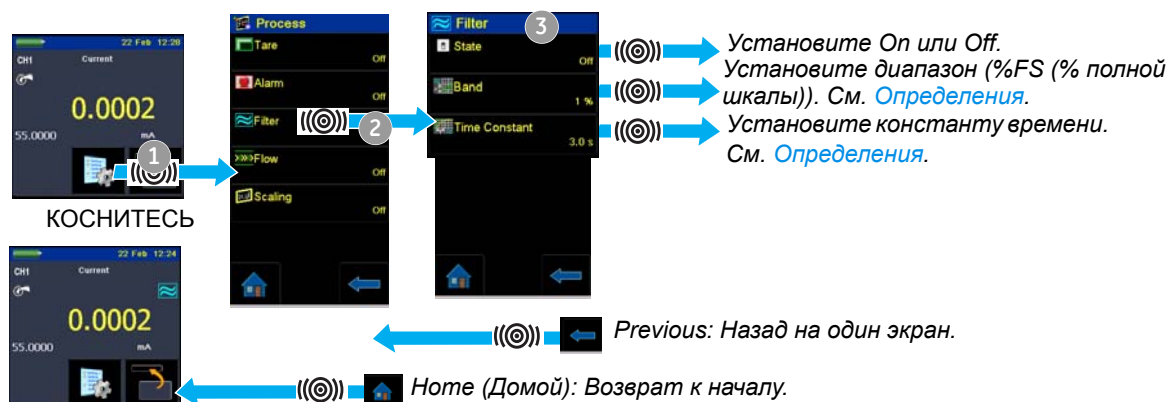 22 Feb 12:20
CH1 Current
0.0002
55.0000 mA
1
КОСНИТЕСЬ
Process
Tare
Off
Alarm
Off
Filter
2
Flow
Off
Scaling
Off
Filter
3
State
Off
Band
1 %
Time Constant
3.0 s
Установите On или Off.
Установите диапазон (%FS (% полной
шкалы)). См. Определения.
Установите константу времени.
См. Определения.
22 Feb 12:24
CH1 Current
0.0002
55.0000 mA
Previous: Назад на один экран.
Home (Домой): Возврат к началу.